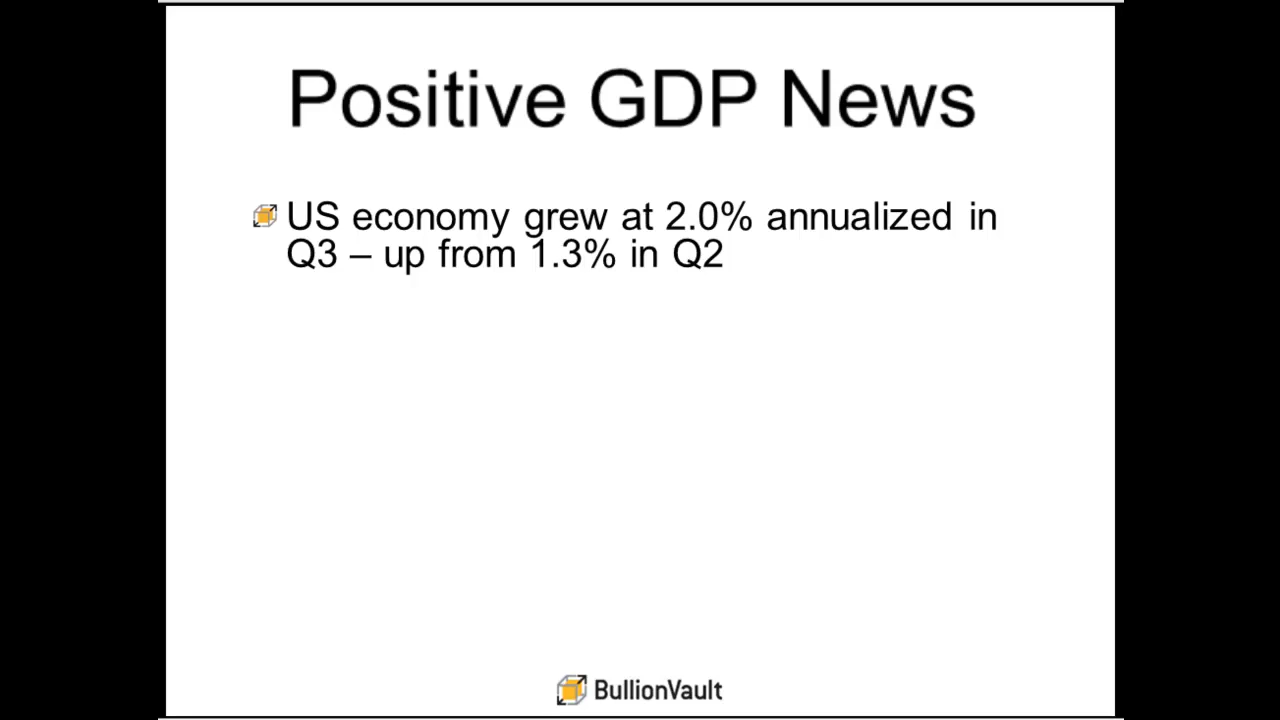 Positive GDP News
US economy grew at 2.0% annualized in
Q3 – up from 1.3% in Q2
BullionVault